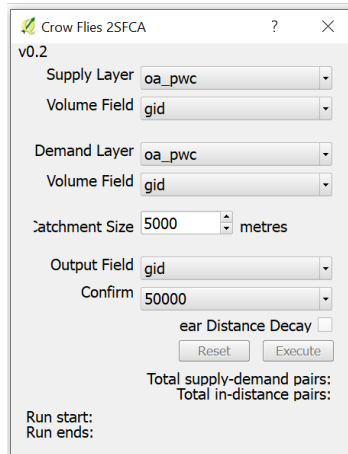 Crow Flies 2SFCA ? ×
v0.2
Supply Layer oa_pwc
Volume Field gid
Demand Layer oa_pwc
Volume Field gid
Catchment Size 5000 metres
Output Field gid
Confirm 50000
ear Distance Decay
Reset Execute
Total supply-demand pairs:
Total in-distance pairs:
Run start:
Run ends: